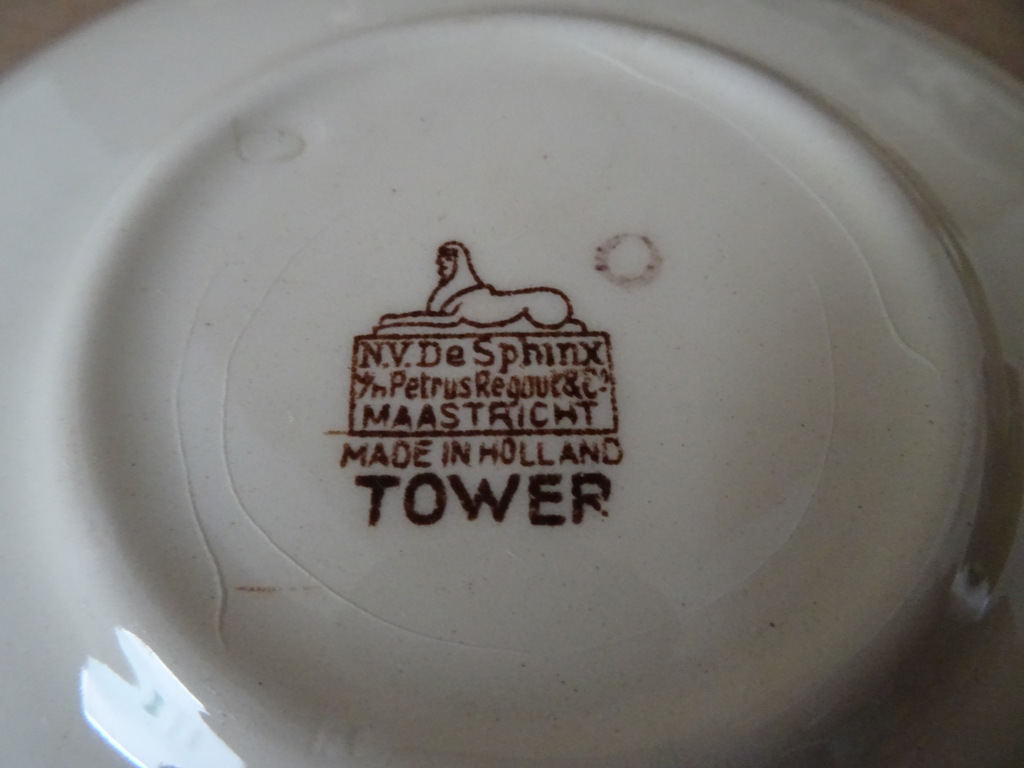 N.V. De Sphinx
v/h Petrus Regout & Co
MAASTRICHT
MADE IN HOLLAND
TOWER